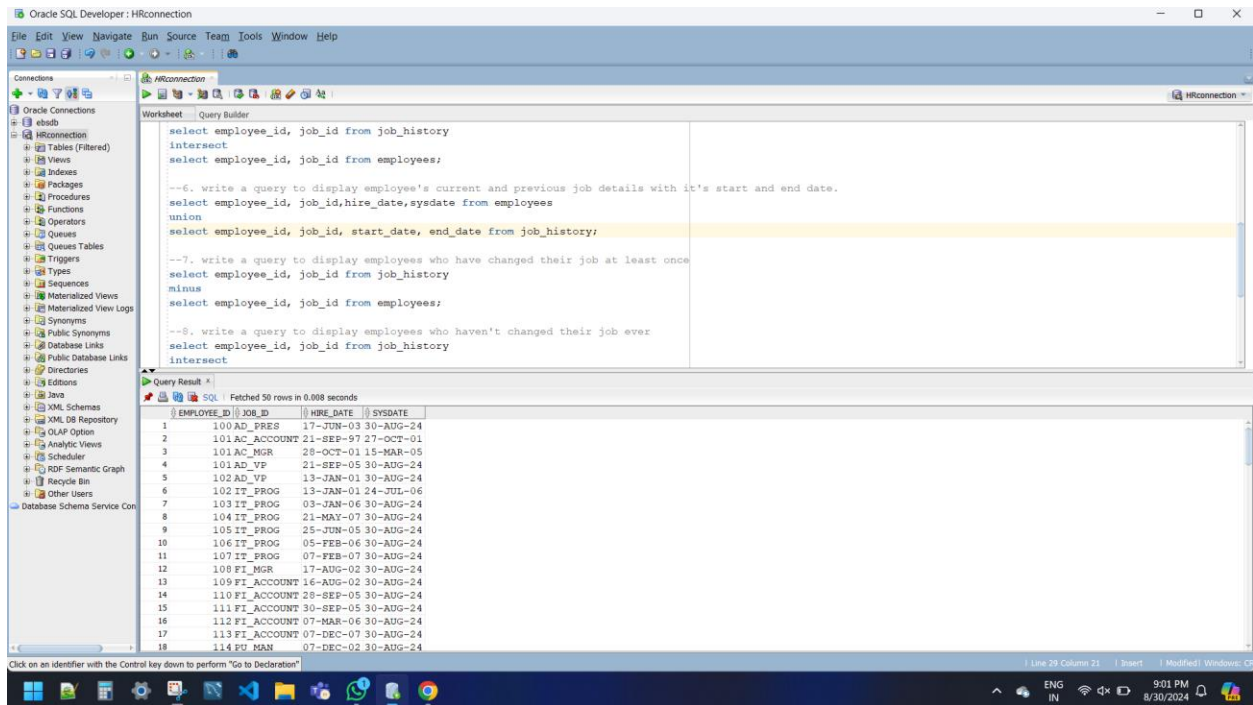 Oracle SQL Developer : HRconnection
File Edit View Navigate Run Source Team Tools Window Help
Connections
HRconnection
HRconnection
Oracle Connections
ebsdb
HRconnection
Tables (Filtered)
Views
Indexes
Packages
Procedures
Functions
Operators
Queues
Queues Tables
Triggers
Types
Sequences
Materialized Views
Materialized View Logs
Synonyms
Public Synonyms
Database Links
Public Database Links
Directories
Editions
Java
XML Schemas
XML DB Repository
OLAP Option
Analytic Views
Scheduler
RDF Semantic Graph
Recycle Bin
Other Users
Database Schema Service Con
Worksheet Query Builder
select employee_id, job_id from job_history
intersect
select employee_id, job_id from employees;
--6. write a query to display employee's current and previous job details with it's start and end date.
select employee_id, job_id,hire_date,sysdate from employees
union
select employee_id, job_id, start_date, end_date from job_history;
--7. write a query to display employees who have changed their job at least once
select employee_id, job_id from job_history
minus
select employee_id, job_id from employees;
--8. write a query to display employees who haven't changed their job ever
select employee_id, job_id from job_history
intersect
Query Result
SQL | Fetched 50 rows in 0.008 seconds
EMPLOYEE_ID JOB_ID HIRE_DATE SYSDATE
1 100 AD_PRES 17-JUN-03 30-AUG-24
2 101 AC_ACCOUNT 21-SEP-97 27-OCT-01
3 101 AC_MGR 28-OCT-01 15-MAR-05
4 101 AD_VP 21-SEP-05 30-AUG-24
5 102 AD_VP 13-JAN-01 30-AUG-24
6 102 IT_PROG 13-JAN-01 24-JUL-06
7 103 IT_PROG 03-JAN-06 30-AUG-24
8 104 IT_PROG 21-MAY-07 30-AUG-24
9 105 IT_PROG 25-JUN-05 30-AUG-24
10 106 IT_PROG 05-FEB-06 30-AUG-24
11 107 IT_PROG 07-FEB-07 30-AUG-24
12 108 FI_MGR 17-AUG-02 30-AUG-24
13 109 FI_ACCOUNT 16-AUG-02 30-AUG-24
14 110 FI_ACCOUNT 28-SEP-05 30-AUG-24
15 111 FI_ACCOUNT 30-SEP-05 30-AUG-24
16 112 FI_ACCOUNT 07-MAR-06 30-AUG-24
17 113 FI_ACCOUNT 07-DEC-07 30-AUG-24
18 114 PU_MAN 07-DEC-02 30-AUG-24
Click on an identifier with the Control key down to perform "Go to Declaration"
Line 29 Column 21 | Insert | Modified | Windows: CR
ENG
IN
9:01 PM
8/30/2024